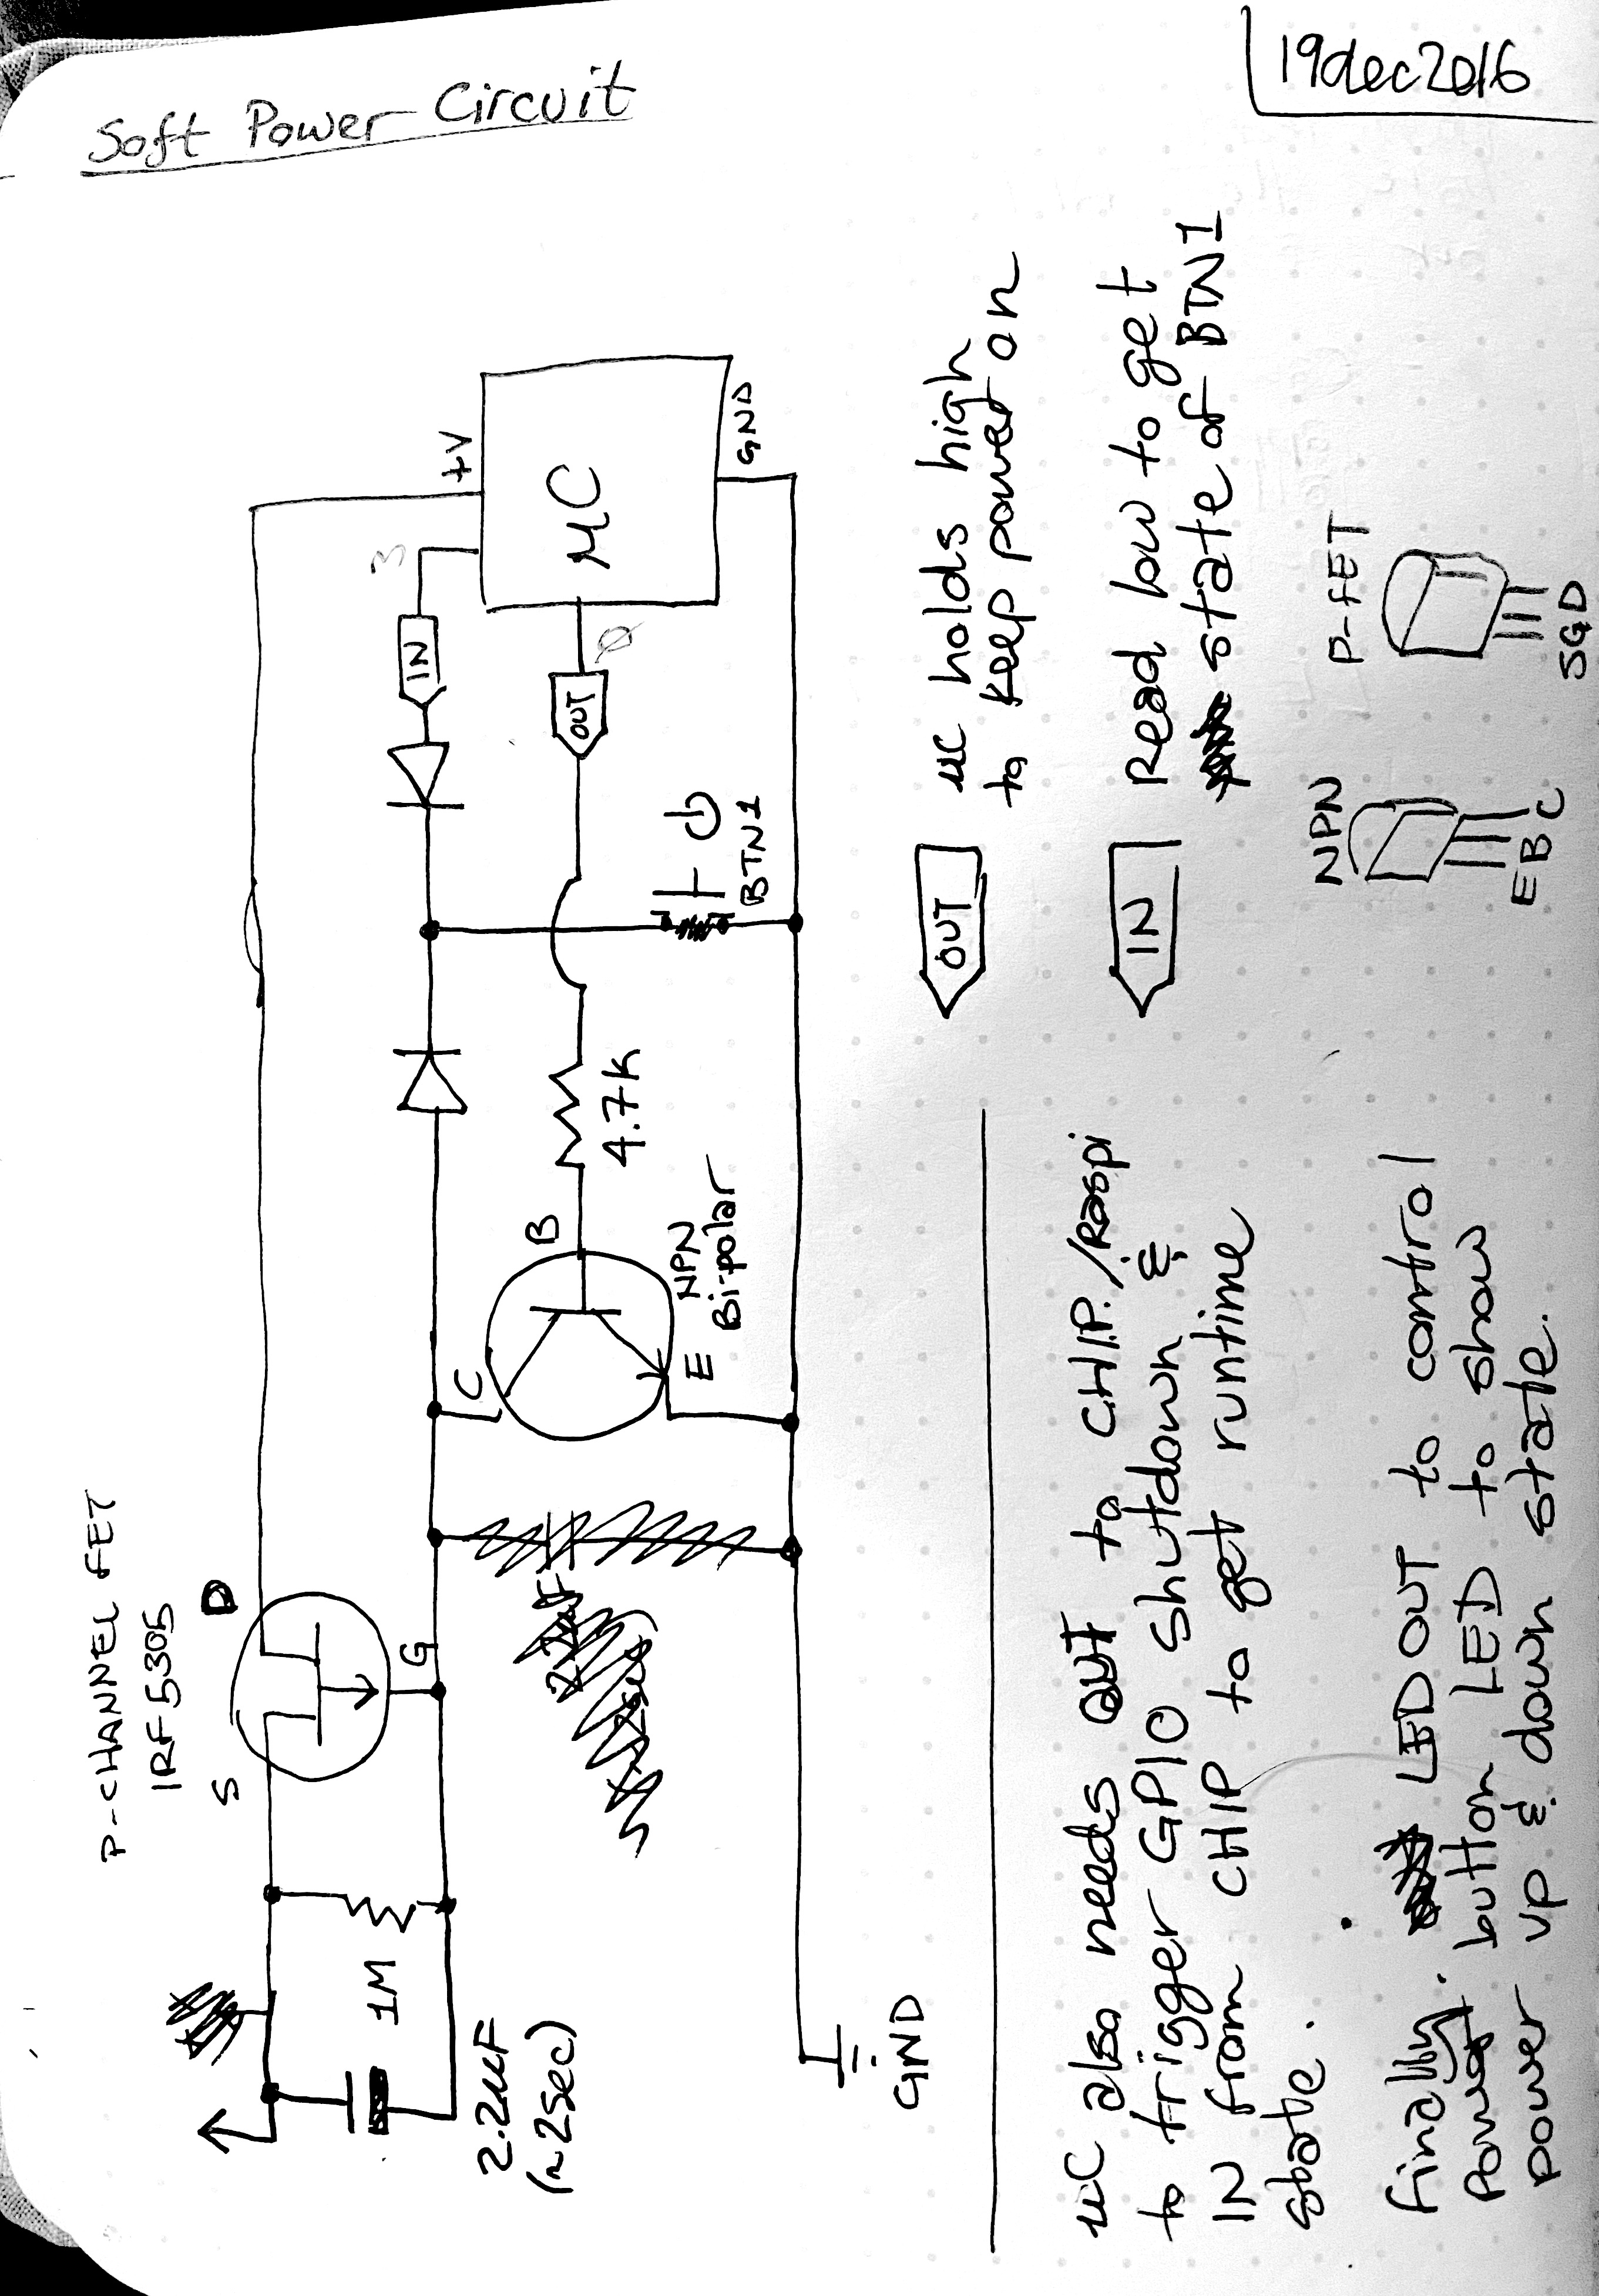 19dec2016
Soft Power Circuit
P-CHANNEL FET
IRF5305
S
D
G
1M
2.2uF
(~2sec)
C
B
E
NPN
Bi-polar
4.7k
IN
3
OUT
Ø
BTN1
+V
μC
GND
GND
OUT
uC holds high
to keep power on
IN
Read low to get
state of BTN1
NPN
E B C
P-FET
S G D
uC also needs OUT to CHIP/Raspi
to trigger GPIO shutdown &
IN from CHIP to get runtime
state.
Finally. LED OUT to control
Power button LED to show
power up & down state.